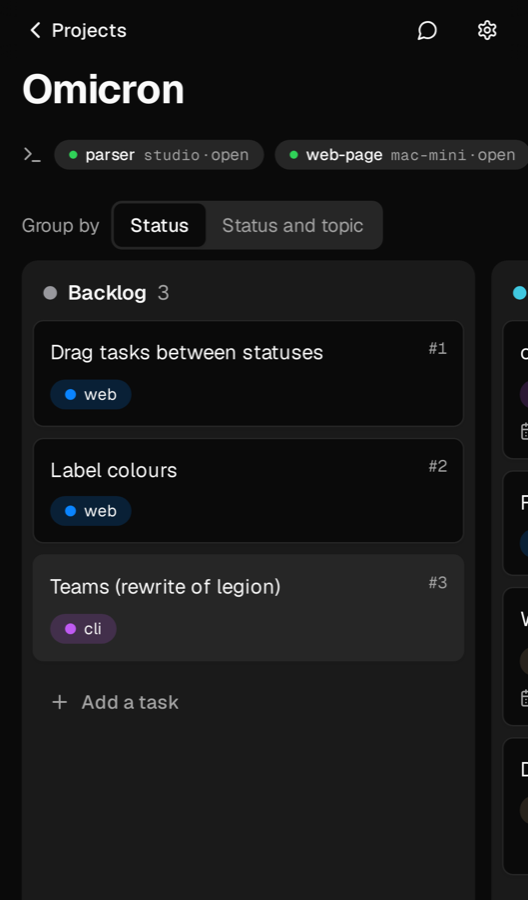 Projects
Omicron
parser studio·open web-page mac-mini·open
Group by Status Status and topic
Backlog 3
Drag tasks between statuses #1
web
Label colours #2
web
Teams (rewrite of legion) #3
cli
Add a task